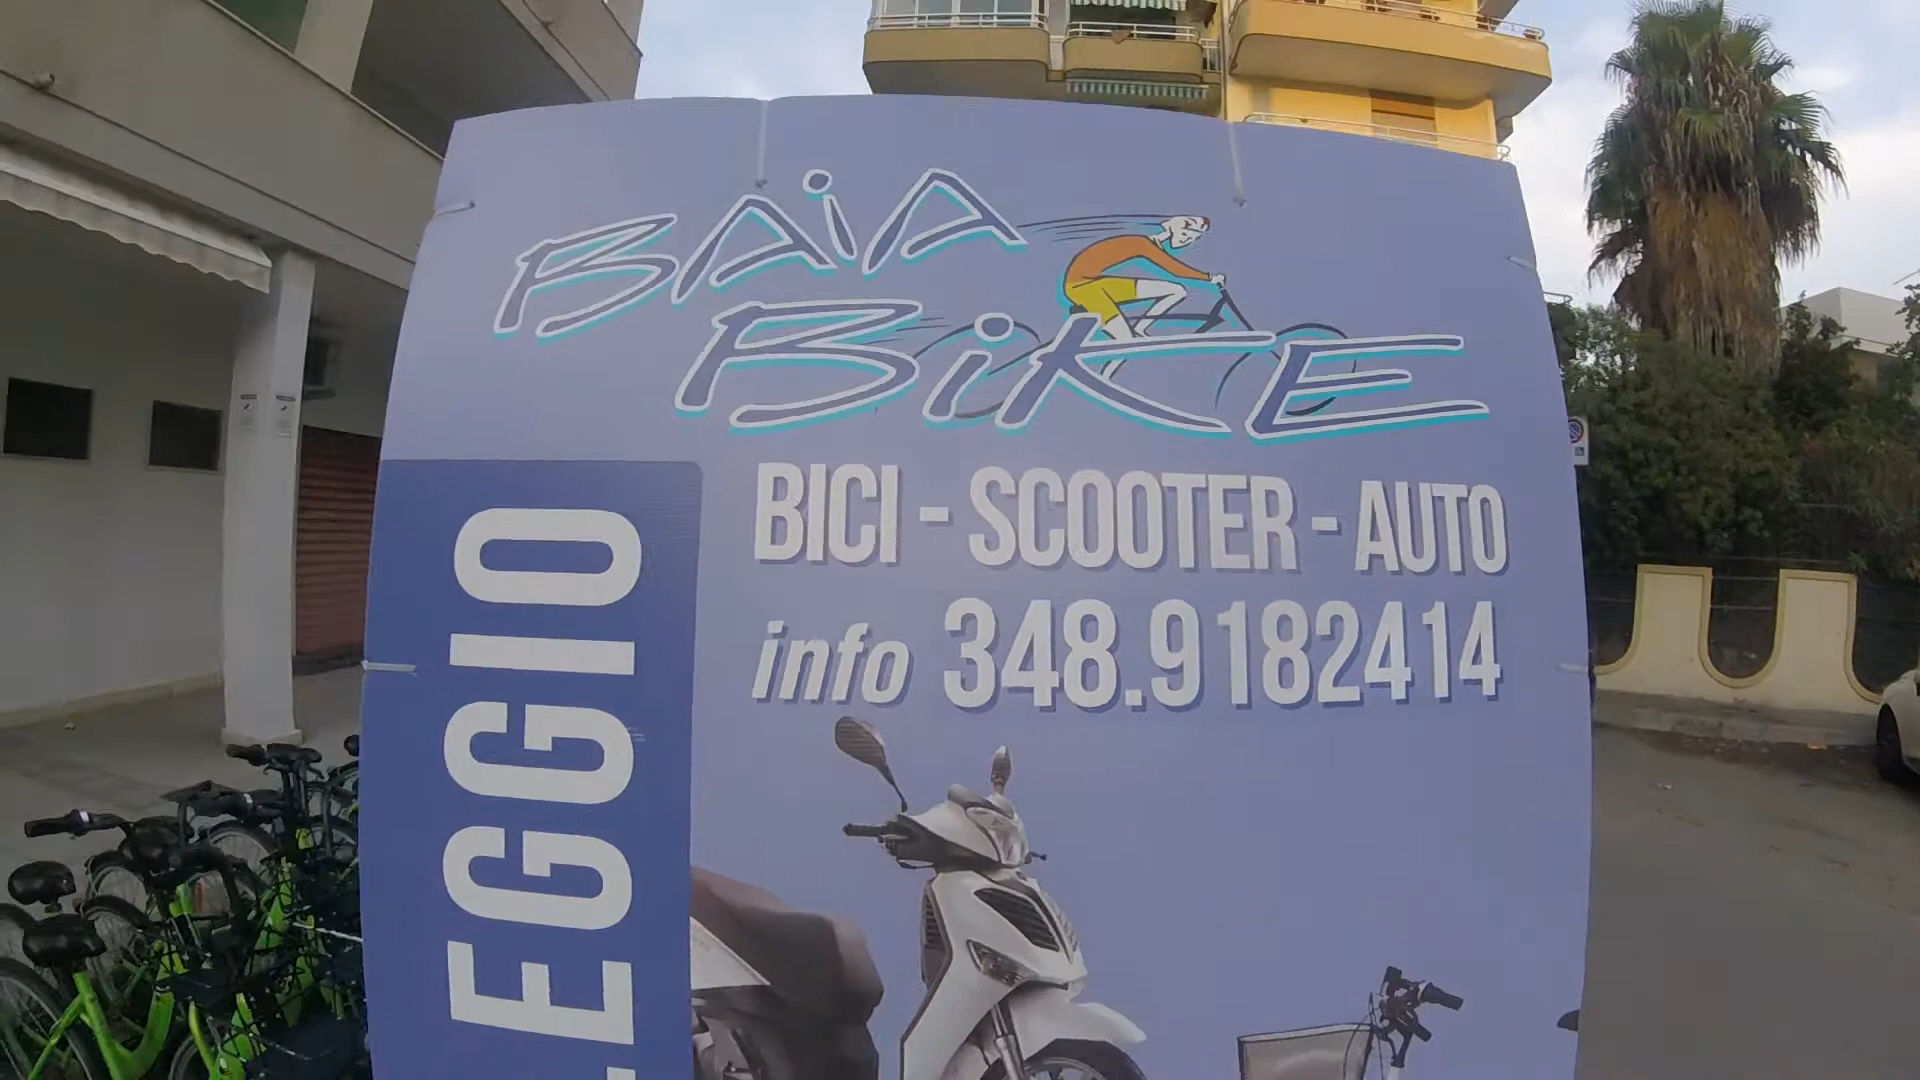 BAiA
BiKE
BICI - SCOOTER - AUTO
info 348.9182414
EGGIO